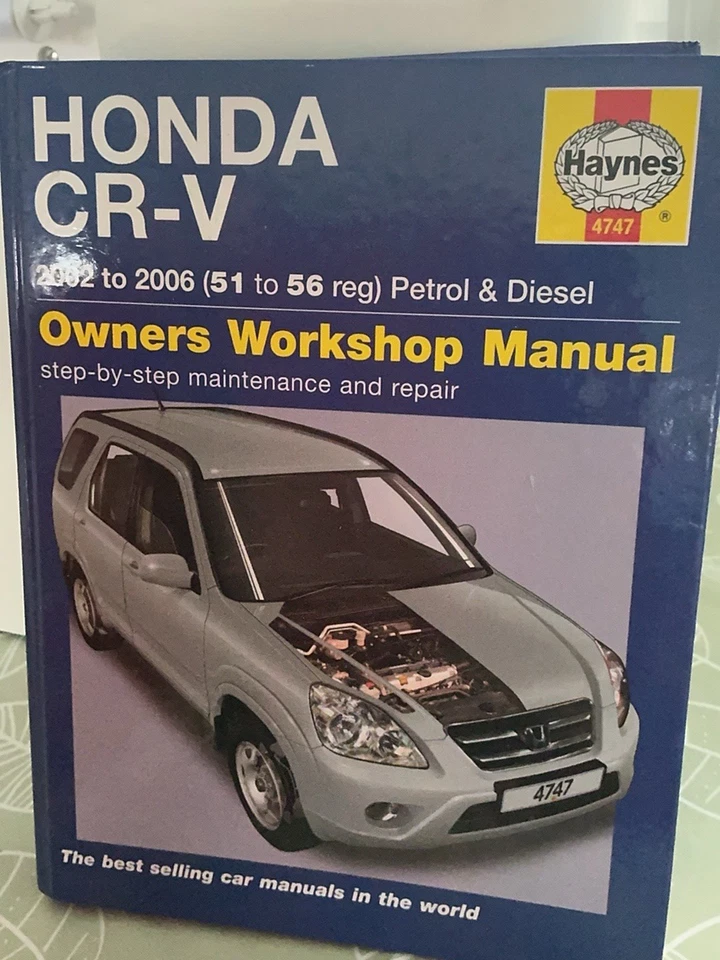 HONDA
CR-V
Haynes
®
4747
2002 to 2006 (51 to 56 reg) Petrol & Diesel
Owners Workshop Manual
step-by-step maintenance and repair
4747
The best selling car manuals in the world